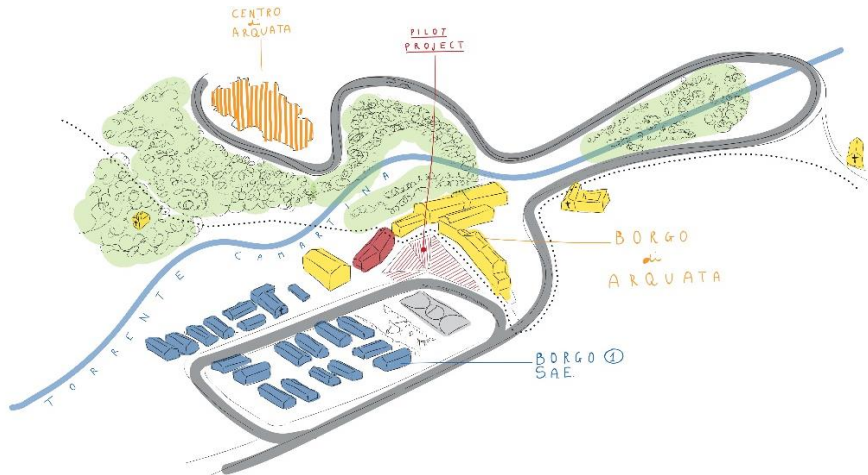 CENTRO
di
ARQUATA
PILOT
PROJECT
TORRENTE CAMARTINA
BORGO
di
ARQUATA
BORGO 1
SAE.